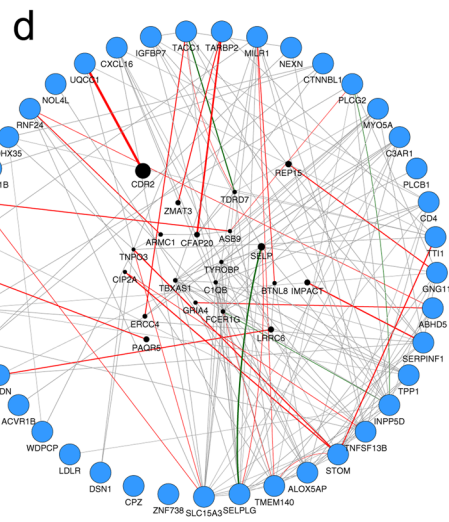 d
TACC1
TARBP2
IGFBP7
MILR1
CXCL16
NEXN
UQCC1
CTNNBL1
NOL4L
PLCG2
RNF24
MYO5A
DHX35
C3AR1
REP15
PLCB1
CDR2
1B
TDRD7
ZMAT3
CD4
ARMC1
CFAP20
ASB9
TTI1
TNPO3
SELP
TYROBP
CIP2A
GNG11
TBXAS1
C1QB
BTNL8
IMPACT
GRIA4
FCER1G
ABHD5
ERCC4
LRRC6
PAQR5
SERPINF1
DN
TPP1
ACVR1B
INPP5D
WDPCP
TNFSF13B
LDLR
STOM
DSN1
ALOX5AP
CPZ
TMEM140
ZNF738
SLC15A3
SELPLG